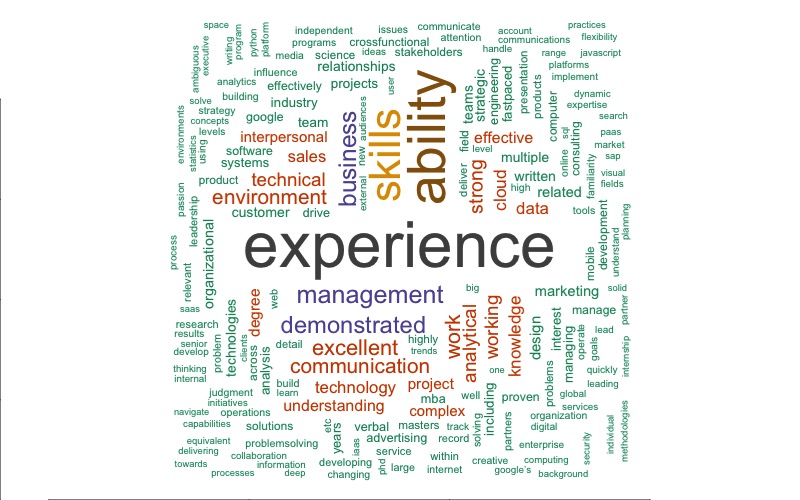 space
independent
issues
communicate
account
practices
writing
program
python
platform
programs
crossfunctional
attention
communications
flexibility
ambiguous
executive
media
science
ideas
stakeholders
handle
range
javascript
relationships
platforms
influence
analytics
effectively
projects
user
implement
strategic
engineering
fastpaced
presentation
products
building
industry
teams
dynamic
expertise
solve
strategy
concepts
levels
google
team
business
skills
ability
audiences
new
external
computer
search
environments
statistics
using
interpersonal
field
effective
level
sql
online
consulting
paas
market
sap
software
systems
sales
multiple
familiarity
visual
fields
product
technical
environment
deliver
strong
cloud
written
high
related
passion
leadership
customer
drive
data
tools
process
organizational
experience
mobile
development
understand
planning
relevant
saas
degree
web
management
big
marketing
solid
partner
research
results
senior
develop
technologies
demonstrated
work
analytical
working
knowledge
design
interest
manage
lead
problem
clients
across
analysis
detail
excellent
highly
trends
managing
operate
goals
internship
thinking
internal
communication
one
problems
quickly
leading
judgment
initiatives
build
learn
technology
project
mba
well
including
proven
global
services
navigate
operations
understanding
complex
organization
capabilities
solutions
etc
years
verbal
masters
track
solving
partners
digital
individual
methodologies
equivalent
delivering
problemsolving
iaas
advertising
record
enterprise
security
collaboration
service
towards
information
developing
phd
large
within
internet
creative
computing
processes
deep
changing
google's
background